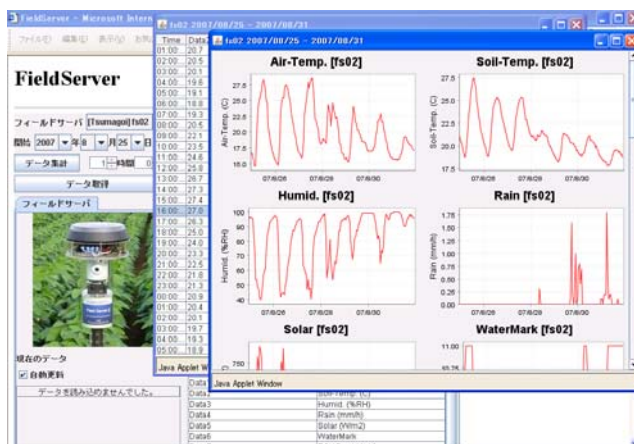 FieldServer - Microsoft Intern
fs02 2007/08/25 - 2007/08/31
fs02 2007/08/25 - 2007/08/31
FieldServer
フィールドサーバ [Tsumagoi] fs02
開始 2007 年 8 月 25 日
データ集計 1 時間 0
データ取得
フィールドサーバ
現在のデータ
自動更新
データを読み込めませんでした。
Time Data2
01:00:... 20.7
02:00:... 20.5
03:00:... 20.1
04:00:... 19.6
05:00:... 19.1
06:00:... 18.8
07:00:... 19.3
08:00:... 20.5
09:00:... 22.1
10:00:... 23.5
11:00:... 24.6
12:00:... 25.8
13:00:... 26.7
14:00:... 27.3
15:00:... 27.4
16:00:... 27.0
17:00:... 26.3
18:00:... 25.0
19:00:... 24.0
20:00:... 23.3
21:00:... 22.5
22:00:... 21.8
23:00:... 21.3
00:00:... 20.9
01:00:... 20.4
02:00:... 20.1
03:00:... 19.7
04:00:... 19.3
05:00:... 18.9
Java Applet W
Air-Temp. [fs02]
Air-Temp. (C)
27.5
25.0
22.5
20.0
17.5
15.0
07/8/26 07/8/28 07/8/30
Soil-Temp. [fs02]
Soil-Temp. (C)
27.5
25.0
22.5
20.0
17.5
07/8/26 07/8/28 07/8/30
Humid. [fs02]
Humid. (%RH)
100
90
80
70
60
50
40
07/8/26 07/8/28 07/8/30
Rain [fs02]
Rain (mm/h)
1.75
1.50
1.25
1.00
0.75
0.50
0.25
0.00
07/8/26 07/8/28 07/8/30
Solar [fs02]
750
WaterMark [fs02]
11.00
10.75
Java Applet Window
Data2 Soil-Temp. (C)
Data3 Humid. (%RH)
Data4 Rain (mm/h)
Data5 Solar (W/m2)
Data6 WaterMark